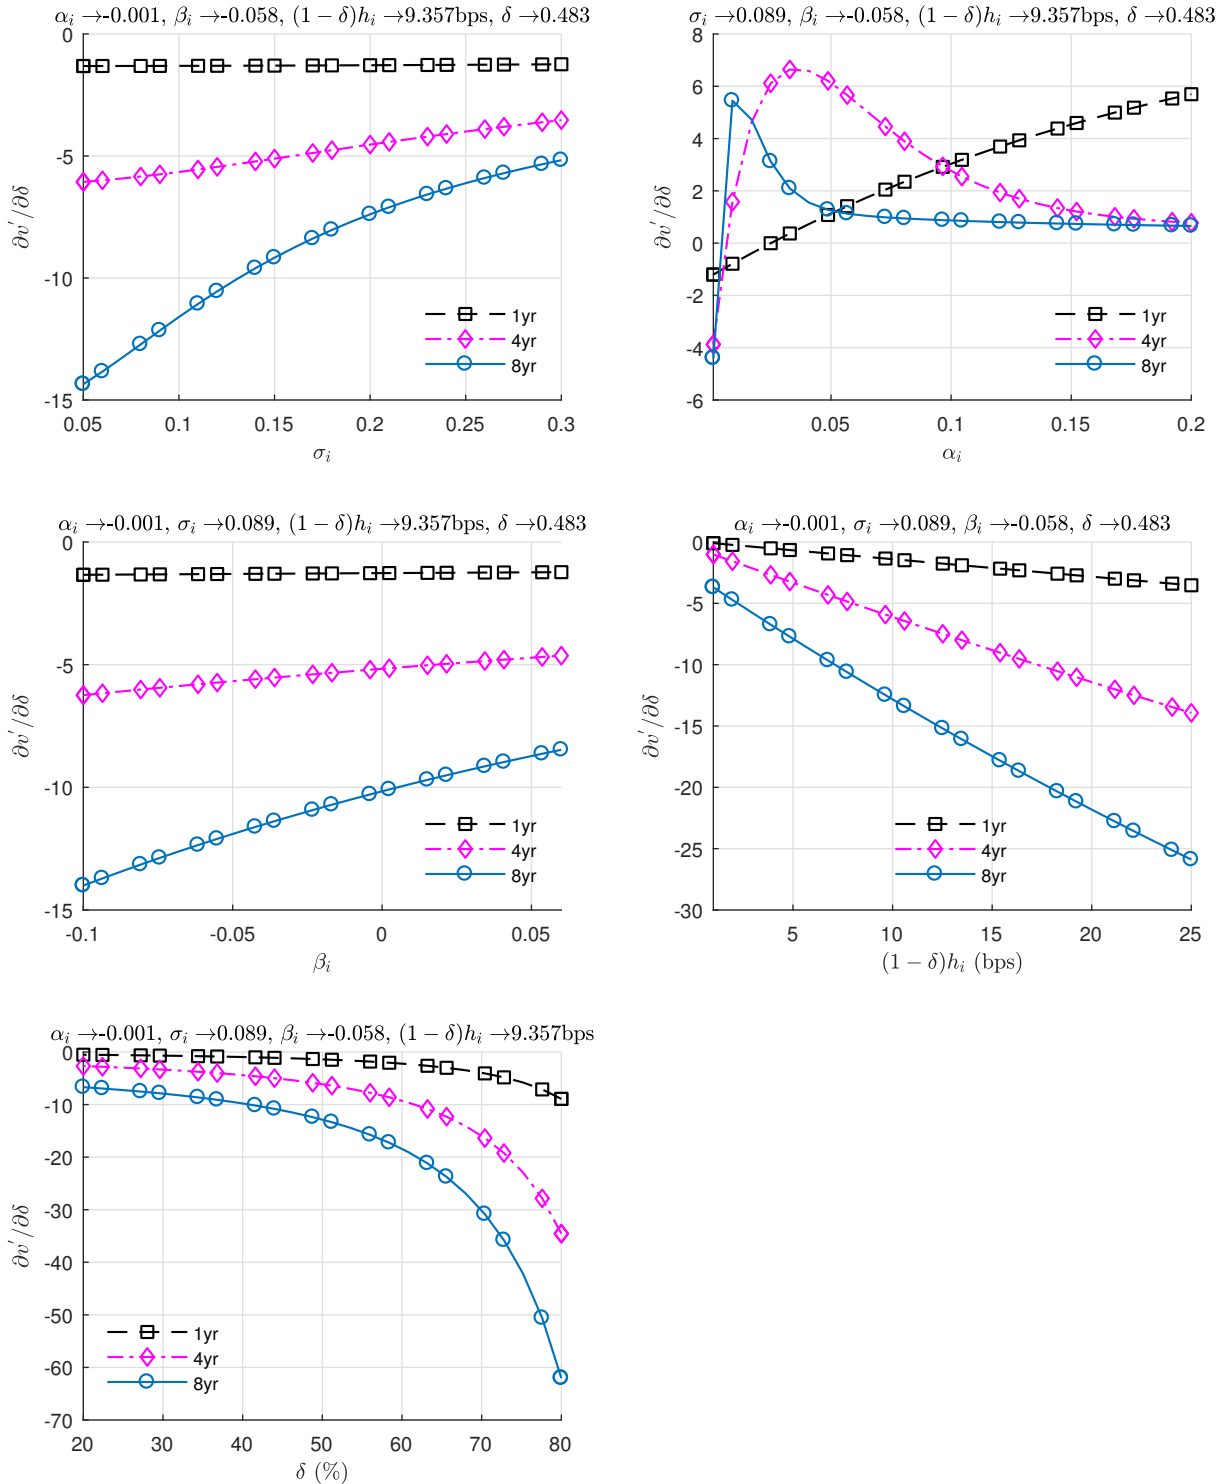 αᵢ →-0.001, βᵢ →-0.058, (1 − δ)hᵢ →9.357bps, δ →0.483
0
-5
-10
-15
∂v′/∂δ
0.05 0.1 0.15 0.2 0.25 0.3
σᵢ
1yr
4yr
8yr
σᵢ →0.089, βᵢ →-0.058, (1 − δ)hᵢ →9.357bps, δ →0.483
8
6
4
2
0
-2
-4
-6
∂v′/∂δ
0.05 0.1 0.15 0.2
αᵢ
1yr
4yr
8yr
αᵢ →-0.001, σᵢ →0.089, (1 − δ)hᵢ →9.357bps, δ →0.483
0
-5
-10
-15
∂v′/∂δ
-0.1 -0.05 0 0.05
βᵢ
1yr
4yr
8yr
αᵢ →-0.001, σᵢ →0.089, βᵢ →-0.058, δ →0.483
0
-5
-10
-15
-20
-25
-30
∂v′/∂δ
5 10 15 20 25
(1 − δ)hᵢ (bps)
1yr
4yr
8yr
αᵢ →-0.001, σᵢ →0.089, βᵢ →-0.058, (1 − δ)hᵢ →9.357bps
0
-10
-20
-30
-40
-50
-60
-70
∂v′/∂δ
20 30 40 50 60 70 80
δ (%)
1yr
4yr
8yr